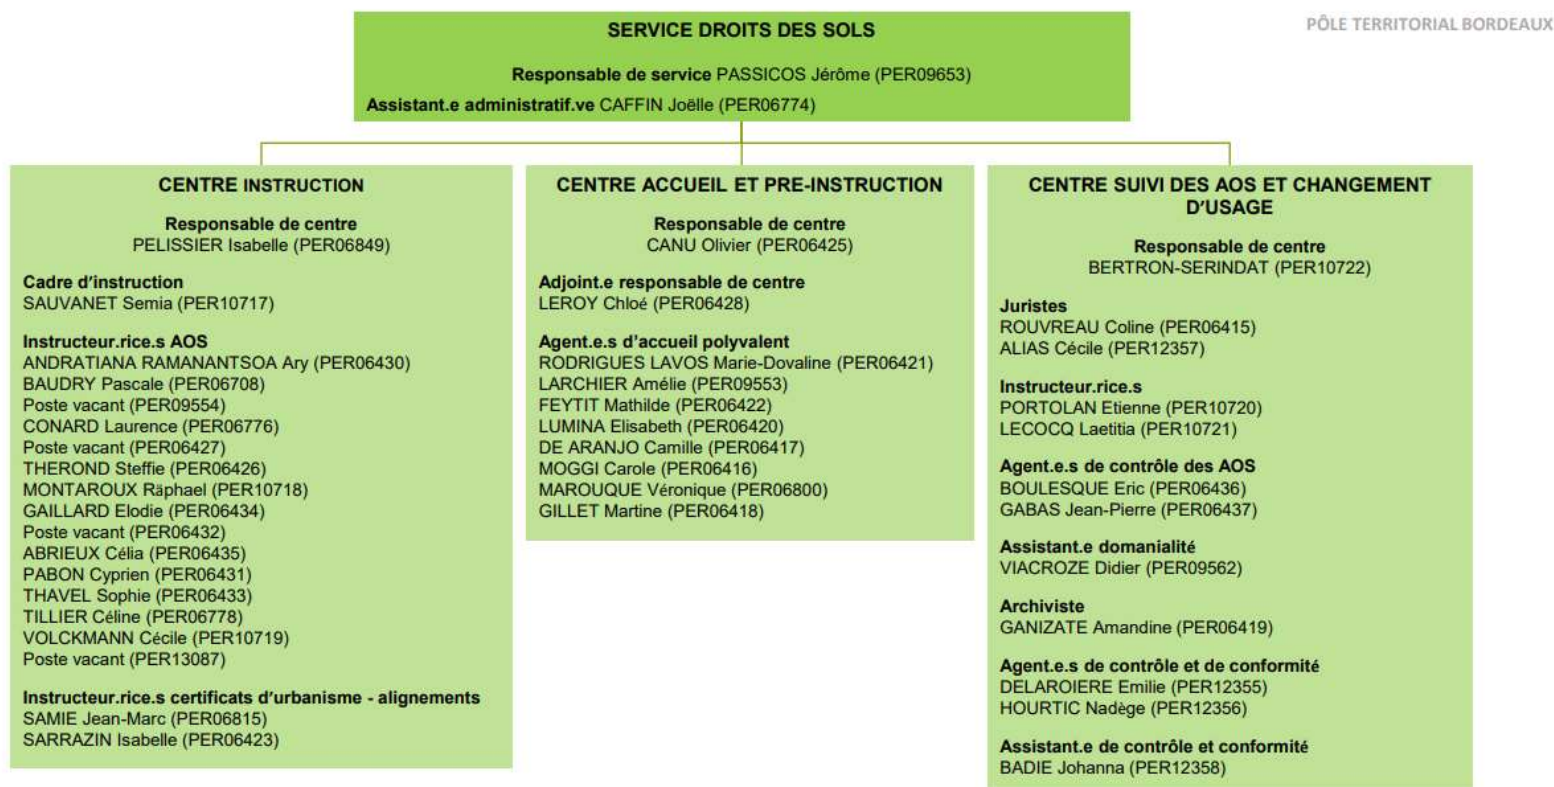 PÔLE TERRITORIAL BORDEAUX
SERVICE DROITS DES SOLS
Responsable de service PASSICOS Jérôme (PER09653)
Assistant.e administratif.ve CAFFIN Joëlle (PER06774)
CENTRE INSTRUCTION
Responsable de centre
PELISSIER Isabelle (PER06849)
Cadre d'instruction
SAUVANET Semia (PER10717)
Instructeur.rice.s AOS
ANDRATIANA RAMANANTSOA Ary (PER06430)
BAUDRY Pascale (PER06708)
Poste vacant (PER09554)
CONARD Laurence (PER06776)
Poste vacant (PER06427)
THEROND Steffie (PER06426)
MONTAROUX Räphael (PER10718)
GAILLARD Elodie (PER06434)
Poste vacant (PER06432)
ABRIEUX Célia (PER06435)
PABON Cyprien (PER06431)
THAVEL Sophie (PER06433)
TILLIER Céline (PER06778)
VOLCKMANN Cécile (PER10719)
Poste vacant (PER13087)
Instructeur.rice.s certificats d'urbanisme - alignements
SAMIE Jean-Marc (PER06815)
SARRAZIN Isabelle (PER06423)
CENTRE ACCUEIL ET PRE-INSTRUCTION
Responsable de centre
CANU Olivier (PER06425)
Adjoint.e responsable de centre
LEROY Chloé (PER06428)
Agent.e.s d'accueil polyvalent
RODRIGUES LAVOS Marie-Dovaline (PER06421)
LARCHIER Amélie (PER09553)
FEYTIT Mathilde (PER06422)
LUMINA Elisabeth (PER06420)
DE ARANJO Camille (PER06417)
MOGGI Carole (PER06416)
MAROUQUE Véronique (PER06800)
GILLET Martine (PER06418)
CENTRE SUIVI DES AOS ET CHANGEMENT
D'USAGE
Responsable de centre
BERTRON-SERINDAT (PER10722)
Juristes
ROUVREAU Coline (PER06415)
ALIAS Cécile (PER12357)
Instructeur.rice.s
PORTOLAN Etienne (PER10720)
LECOCQ Laetitia (PER10721)
Agent.e.s de contrôle des AOS
BOULESQUE Eric (PER06436)
GABAS Jean-Pierre (PER06437)
Assistant.e domanialité
VIACROZE Didier (PER09562)
Archiviste
GANIZATE Amandine (PER06419)
Agent.e.s de contrôle et de conformité
DELAROIERE Emilie (PER12355)
HOURTIC Nadège (PER12356)
Assistant.e de contrôle et conformité
BADIE Johanna (PER12358)